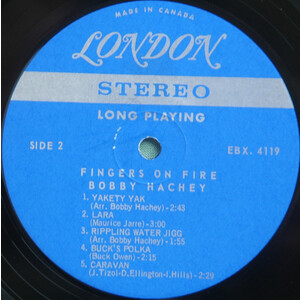 MADE IN CANADA
LONDON
STEREO
LONG PLAYING
SIDE 2
EBX. 4119
FINGERS ON FIRE
BOBBY HACHEY
1. YAKETY YAK
(Arr. Bobby Hachey)-2:43
2. LARA
(Maurice Jarre)-3:00
3. RIPPLING WATER JIGG
(Arr. Bobby Hachey)-1:55
4. BUCK'S POLKA
(Buck Owen)-2:15
5. CARAVAN
(J.Tizol-D.Ellington-I.Hills)-2:29